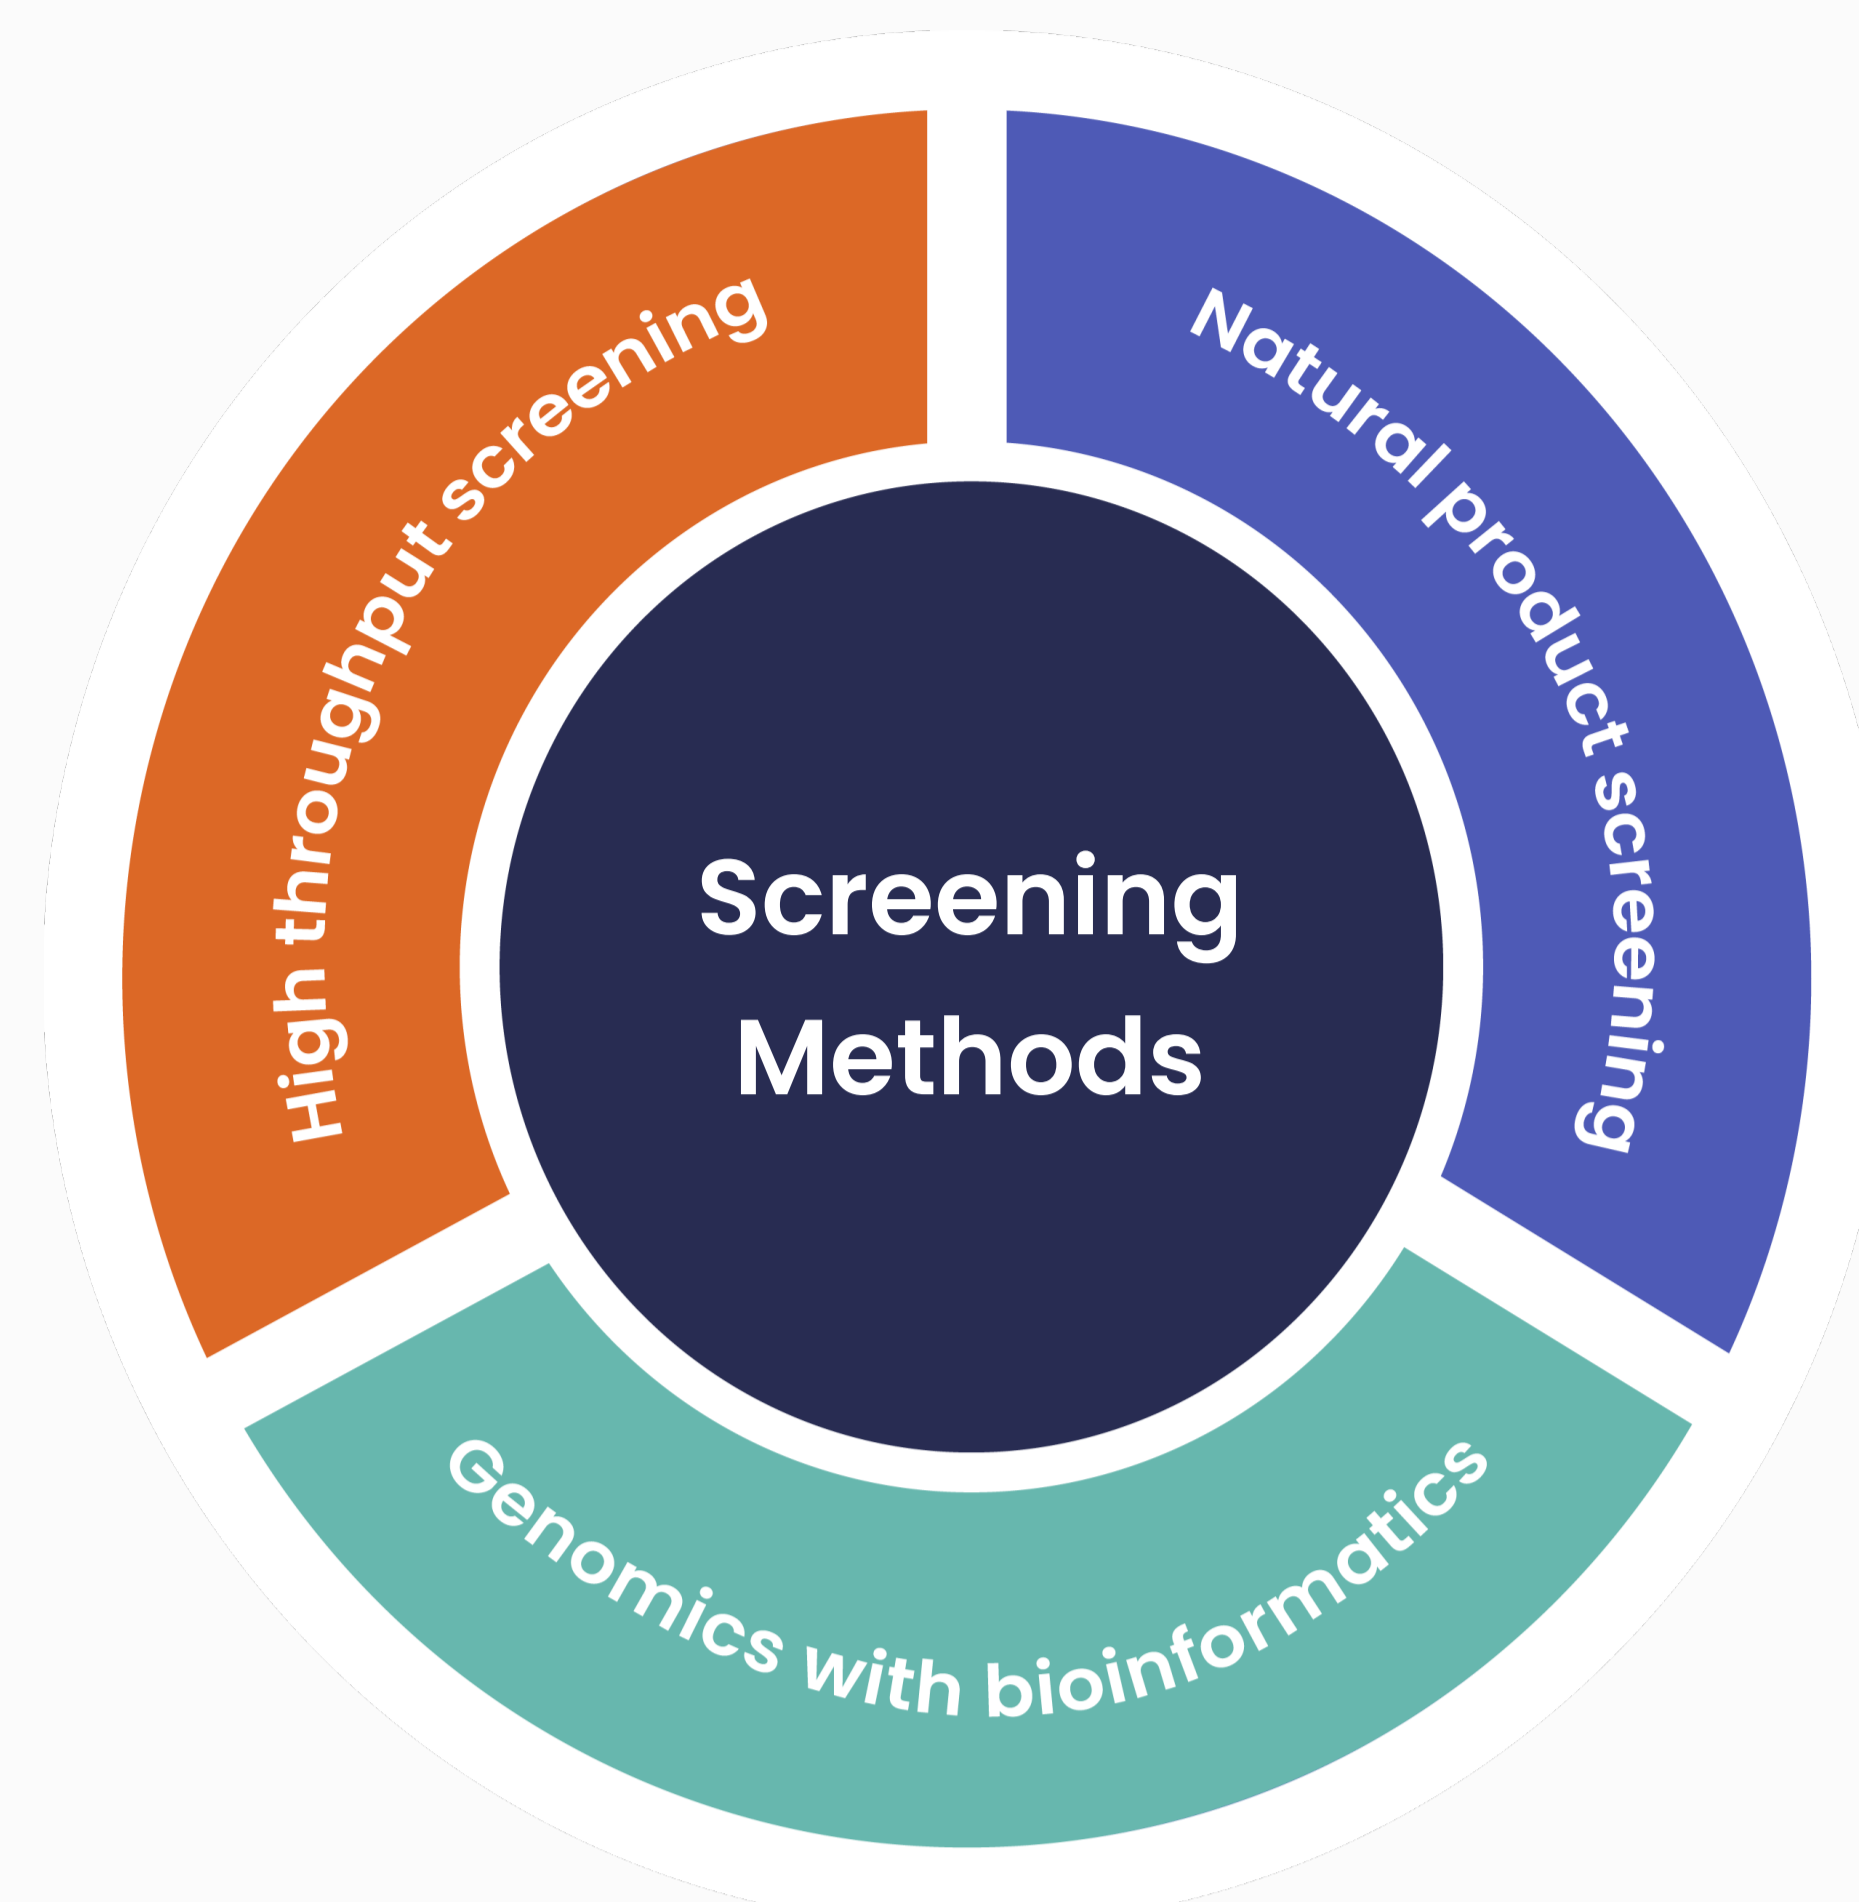 High throughput screening
Natural product screening
Screening
Methods
Genomics with bioinformatics